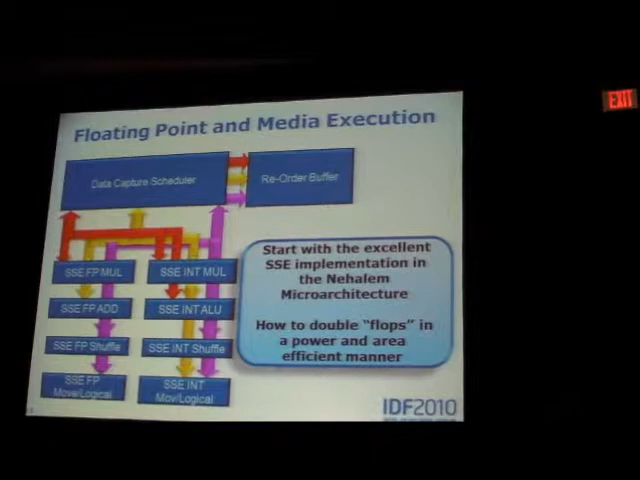 EXIT
Floating Point and Media Execution
Data Capture Scheduler
Re-Order Buffer
SSE FP MUL
SSE INT MUL
SSE FP ADD
SSE INT ALU
SSE FP Shuffle
SSE INT Shuffle
SSE FP
Move/Logical
SSE INT
Mov/Logical
Start with the excellent
SSE implementation in
the Nehalem
Microarchitecture
How to double "flops" in
a power and area
efficient manner
IDF2010